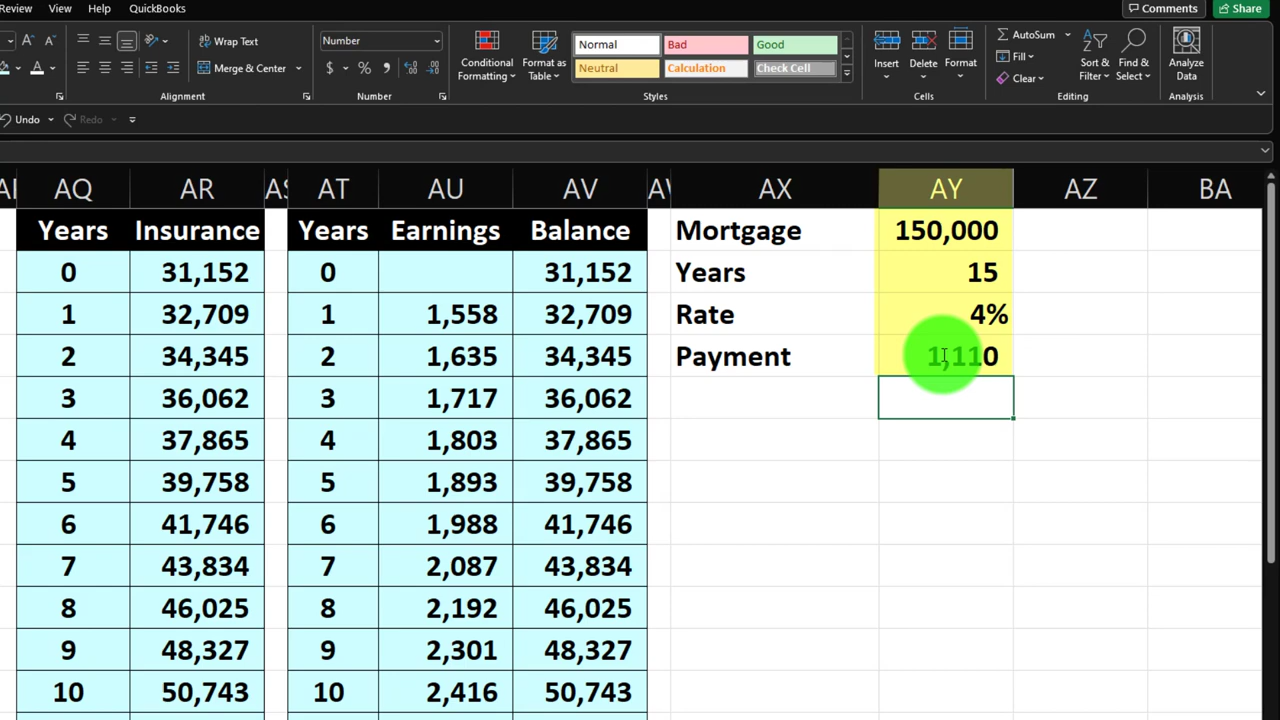 Review View Help QuickBooks Comments Share
Wrap Text Number Normal Bad Good AutoSum
Merge & Center $ % Conditional Formatting Format as Table Neutral Calculation Check Cell Insert Delete Format Fill Clear Sort & Filter Find & Select Analyze Data
Alignment Number Styles Cells Editing Analysis
Undo Redo
AQ AR AT AU AV AX AY AZ BA
Years Insurance Years Earnings Balance Mortgage 150,000
0 31,152 0 31,152 Years 15
1 32,709 1 1,558 32,709 Rate 4%
2 34,345 2 1,635 34,345 Payment 1,110
3 36,062 3 1,717 36,062
4 37,865 4 1,803 37,865
5 39,758 5 1,893 39,758
6 41,746 6 1,988 41,746
7 43,834 7 2,087 43,834
8 46,025 8 2,192 46,025
9 48,327 9 2,301 48,327
10 50,743 10 2,416 50,743